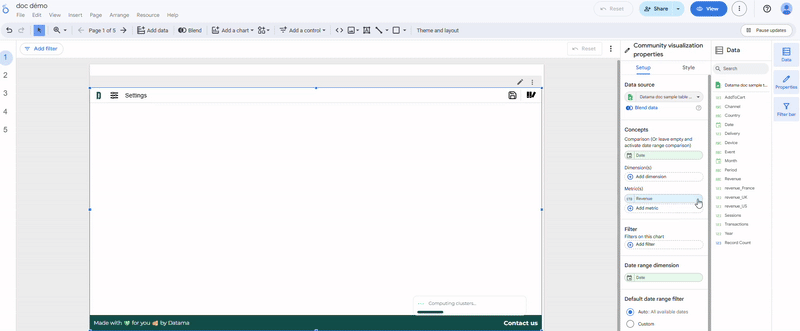 doc démo
File Edit View Insert Page Arrange Resource Help
Reset
Share
View
Page 1 of 5
Add data
Blend
Add a chart
Add a control
Theme and layout
Pause updates
Add filter
Reset
1
2
3
4
5
Settings
Computing clusters...
Made with for you by Datama
Contact us
Community visualization properties
Setup Style
Data source
Datama doc sample table ...
Blend data
Concepts
Comparison (Or leave empty and
activate date range comparison)
Date
Dimension(s)
Add dimension
Metric(s)
Revenue
Add metric
Filter
Filters on this chart
Add filter
Date range dimension
Date
Default date range filter
Auto: All available dates
Custom
Data
Search
Datama doc sample t...
AddToCart
Channel
Country
Date
Delivery
Device
Event
Month
Period
Revenue
revenue_France
revenue_UK
revenue_US
Sessions
Transactions
Year
Record Count
Data
Properties
Filter bar